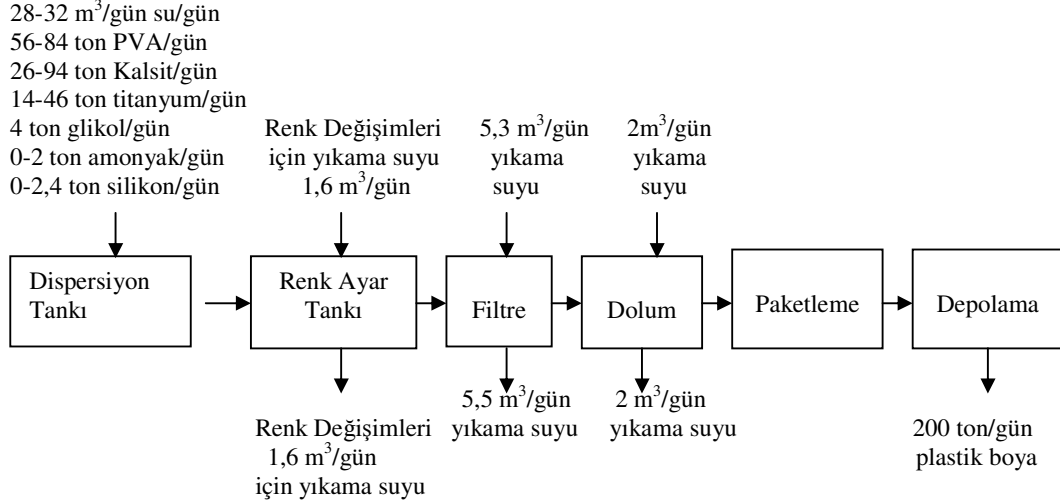 28-32 m³/gün su/gün
56-84 ton PVA/gün
26-94 ton Kalsit/gün
14-46 ton titanyum/gün
4 ton glikol/gün
0-2 ton amonyak/gün
0-2,4 ton silikon/gün
Renk Değişimleri
için yıkama suyu
1,6 m³/gün
5,3 m³/gün
yıkama
suyu
2m³/gün
yıkama
suyu
Dispersiyon
Tankı
Renk Ayar
Tankı
Filtre
Dolum
Paketleme
Depolama
Renk Değişimleri
1,6 m³/gün
için yıkama suyu
5,5 m³/gün
yıkama suyu
2 m³/gün
yıkama suyu
200 ton/gün
plastik boya